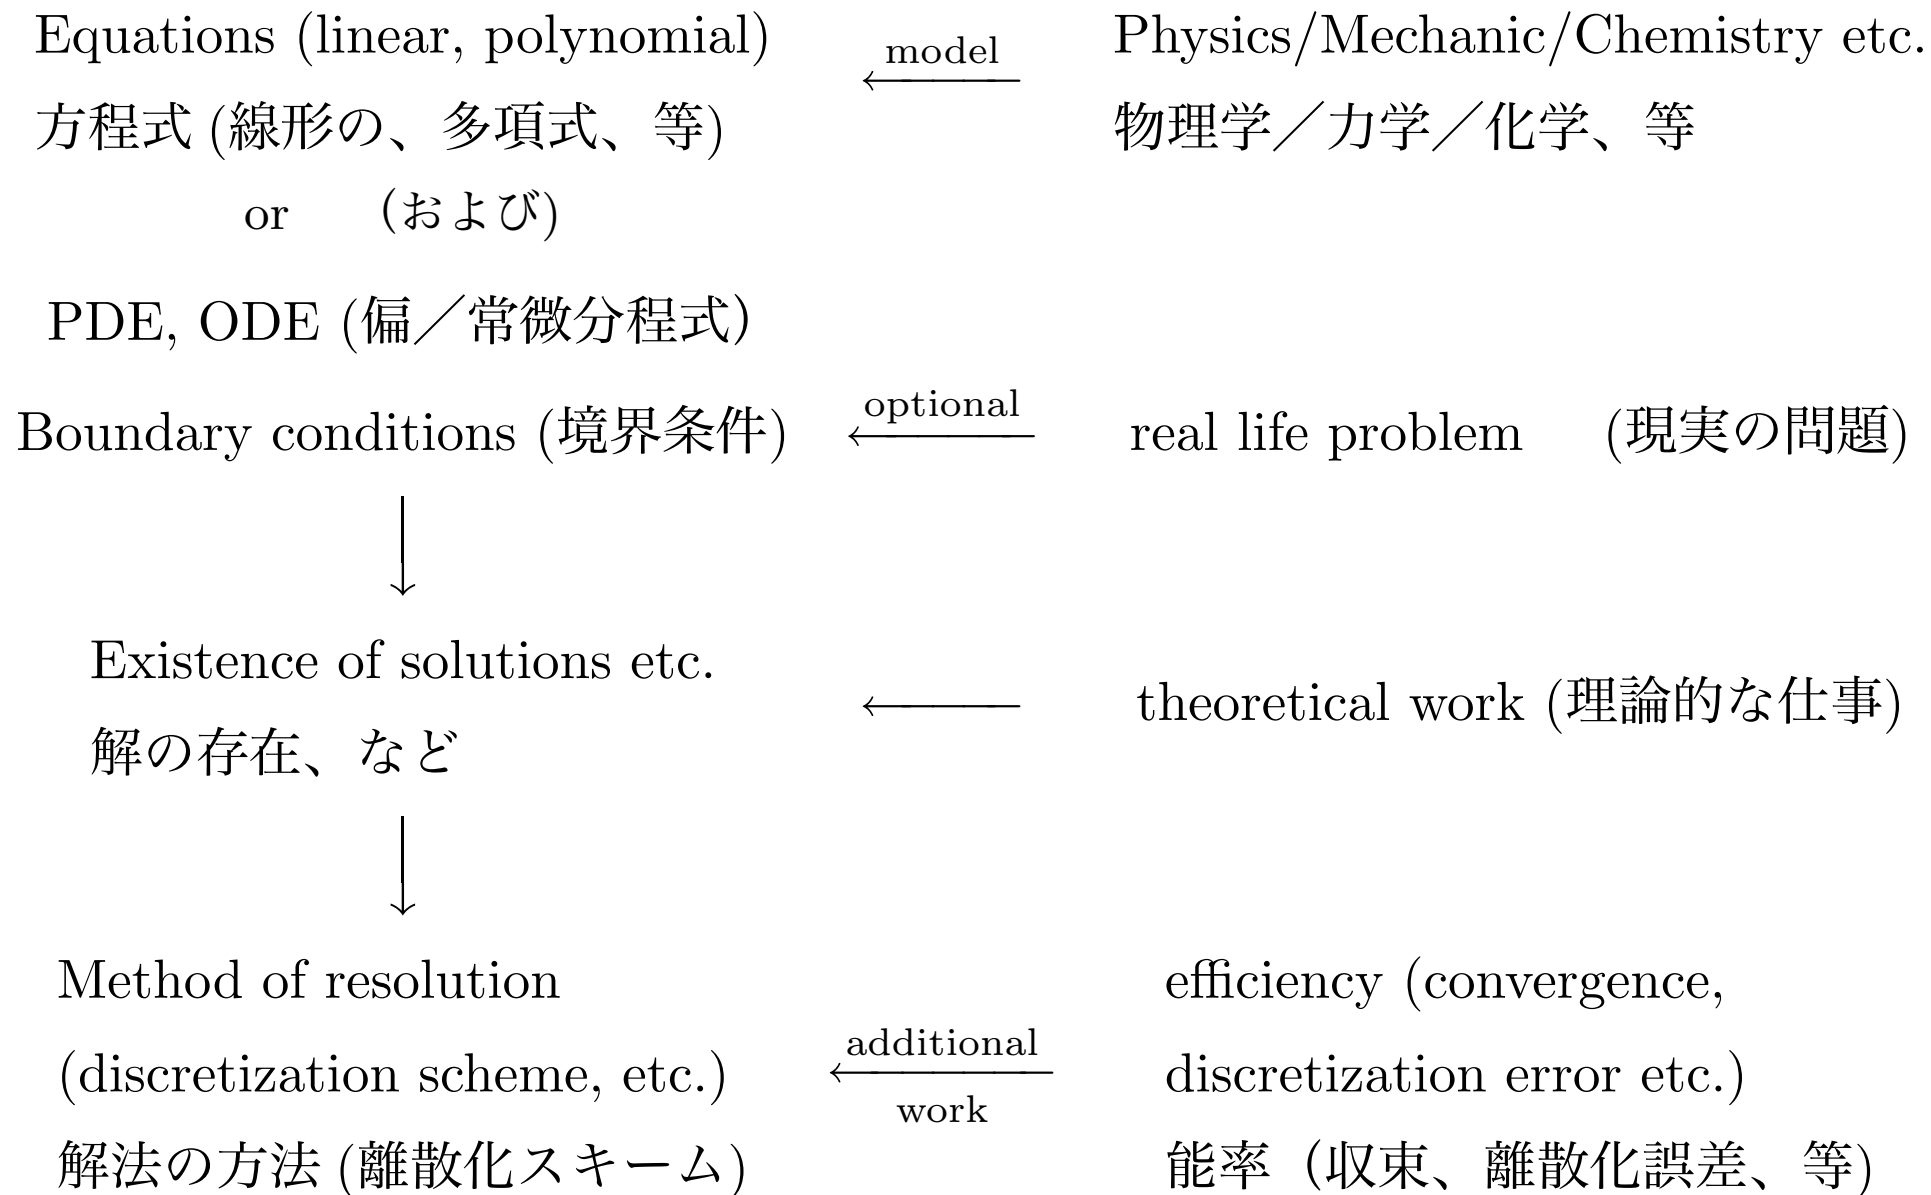 Equations (linear, polynomial)
model
Physics/Mechanic/Chemistry etc.
方程式 (線形の、多項式、等)
物理学／力学／化学、等
or （および)
PDE, ODE (偏／常微分程式）
Boundary conditions (境界条件)
optional
real life problem (現実の問題)
Existence of solutions etc.
解の存在、など
theoretical work (理論的な仕事)
Method of resolution
(discretization scheme, etc.)
解法の方法 (離散化スキーム)
additional
work
efficiency (convergence,
discretization error etc.)
能率（収束、離散化誤差、等)